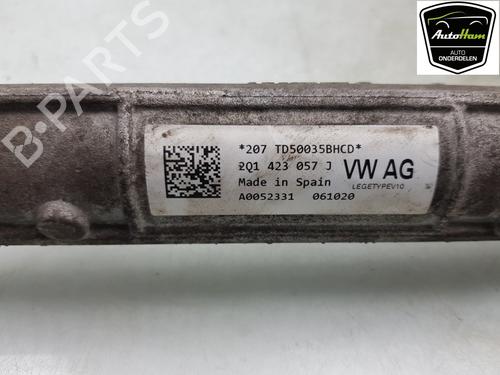 AutoHam
AUTO
ONDERDELEN
B-PARTS
*207 TD50035BHCD*
2Q1 423 057 J
VW AG
Made in Spain
LEGETYPEV10
A0052331 061020